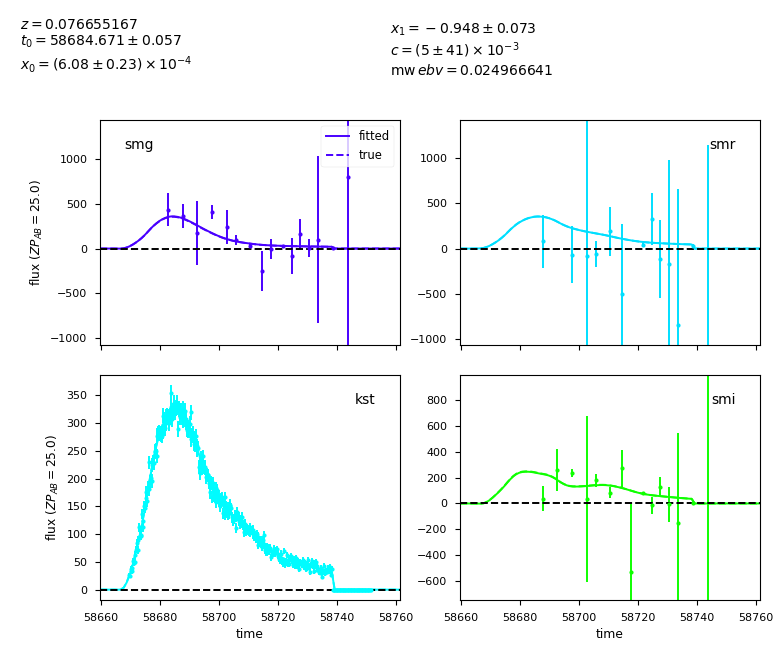 z = 0.076655167
t₀ = 58684.671 ± 0.057
x₀ = (6.08 ± 0.23) × 10⁻⁴
x₁ = −0.948 ± 0.073
c = (5 ± 41) × 10⁻³
mw ebv = 0.024966641
smg
fitted
true
1000
500
0
−500
−1000
flux (ZP_AB = 25.0)
smr
1000
500
0
−500
−1000
kst
350
300
250
200
150
100
50
0
flux (ZP_AB = 25.0)
58660 58680 58700 58720 58740 58760
time
smi
800
600
400
200
0
−200
−400
−600
58660 58680 58700 58720 58740 58760
time